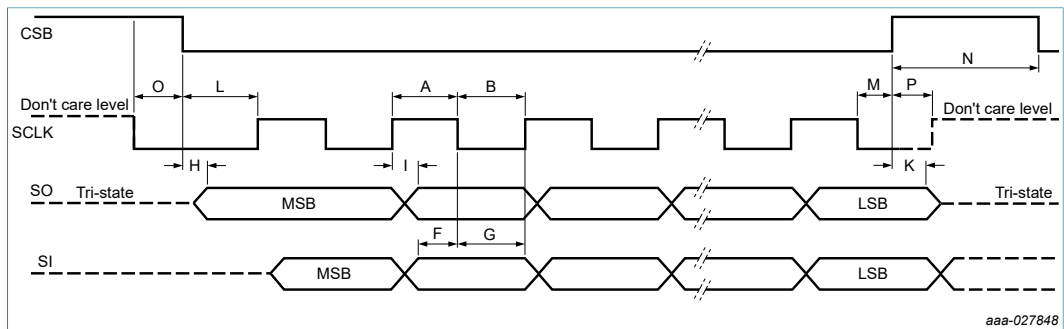 CSB
N
O L A B M P
Don't care level Don't care level
SCLK
H I K
SO Tri-state MSB LSB Tri-state
F G
SI MSB LSB
aaa-027848